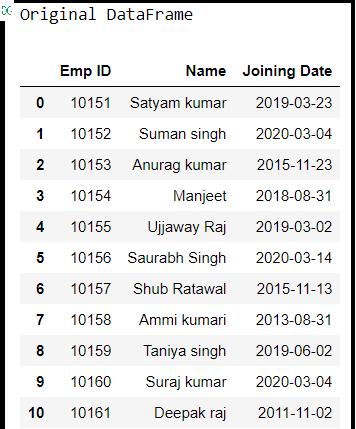 Original DataFrame
Emp ID Name Joining Date
0 10151 Satyam kumar 2019-03-23
1 10152 Suman singh 2020-03-04
2 10153 Anurag kumar 2015-11-23
3 10154 Manjeet 2018-08-31
4 10155 Ujjaway Raj 2019-03-02
5 10156 Saurabh Singh 2020-03-14
6 10157 Shub Ratawal 2015-11-13
7 10158 Ammi kumari 2013-08-31
8 10159 Taniya singh 2019-06-02
9 10160 Suraj kumar 2020-03-04
10 10161 Deepak raj 2011-11-02